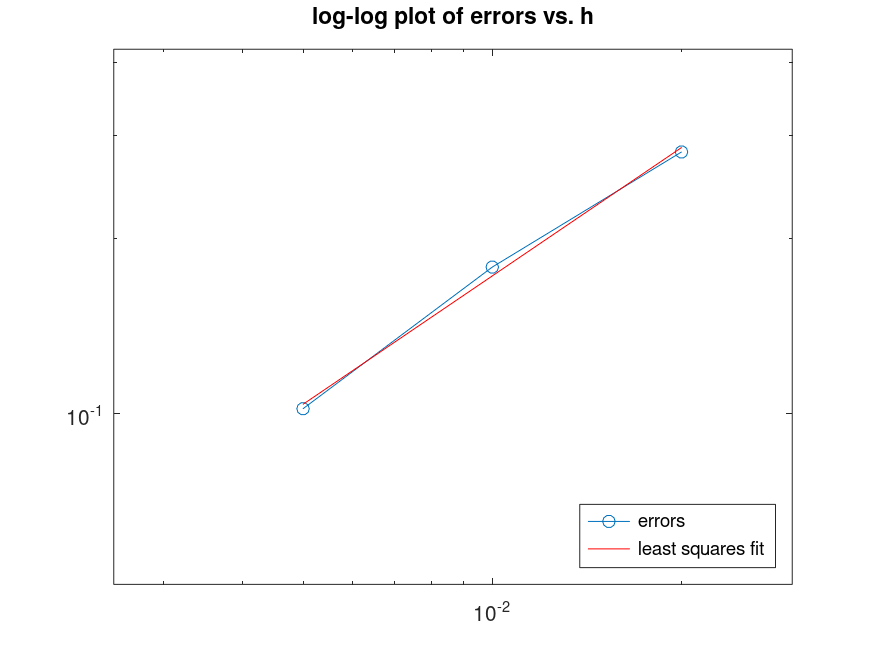 log-log plot of errors vs. h
10^-1
errors
least squares fit
10^-2